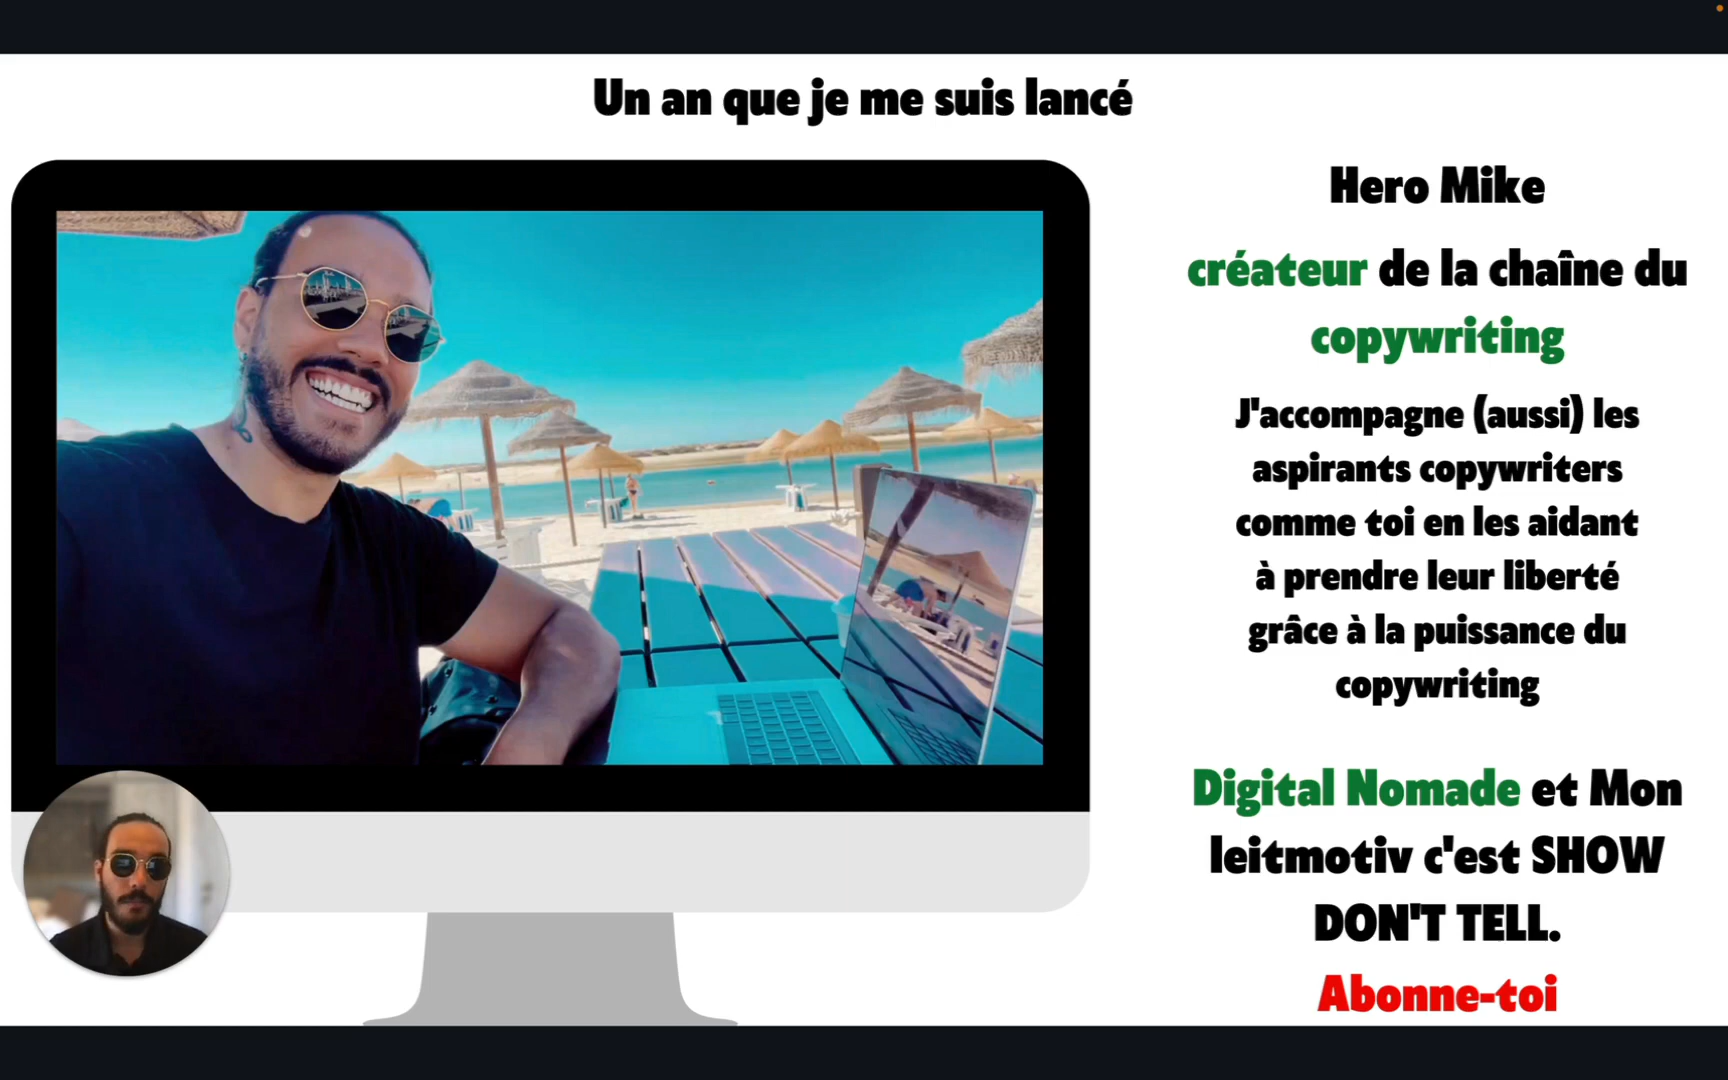 Un an que je me suis lancé
Hero Mike
créateur de la chaîne du
copywriting
J'accompagne (aussi) les
aspirants copywriters
comme toi en les aidant
à prendre leur liberté
grâce à la puissance du
copywriting
Digital Nomade et Mon
leitmotiv c'est SHOW
DON'T TELL.
Abonne-toi